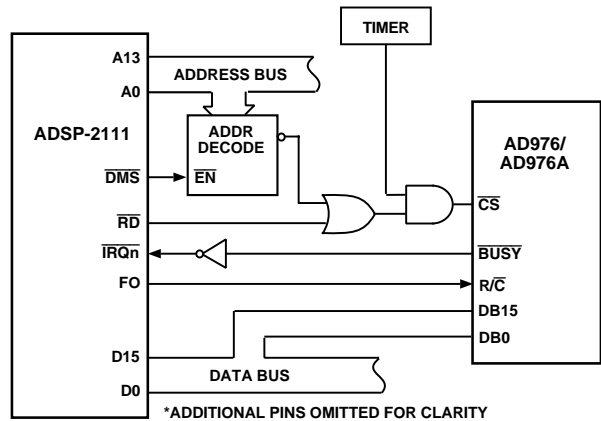 TIMER
A13
ADDRESS BUS
A0
ADSP-2111
ADDR
DECODE
AD976/
AD976A
DMS
EN
CS
RD
IRQn
BUSY
FO
R/C
DB15
D15
DB0
DATA BUS
D0
*ADDITIONAL PINS OMITTED FOR CLARITY